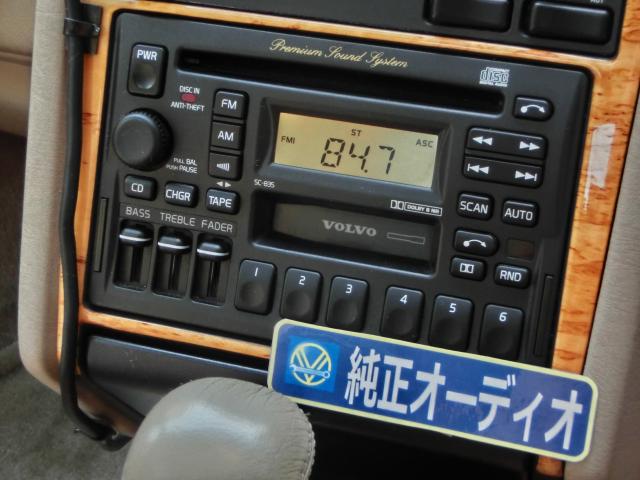 AUT
Premium Sound System
PWR
disc
DISC IN
ANTI-THEFT
FM
AM
FM1
ST
ASC
84.7
PULL BAL
PUSH PAUSE
CD
CHGR
TAPE
SC-835
DOLBY B NR
SCAN
AUTO
VOLVO
BASS
TREBLE
FADER
RND
1
2
3
4
5
6
純正オーディオ